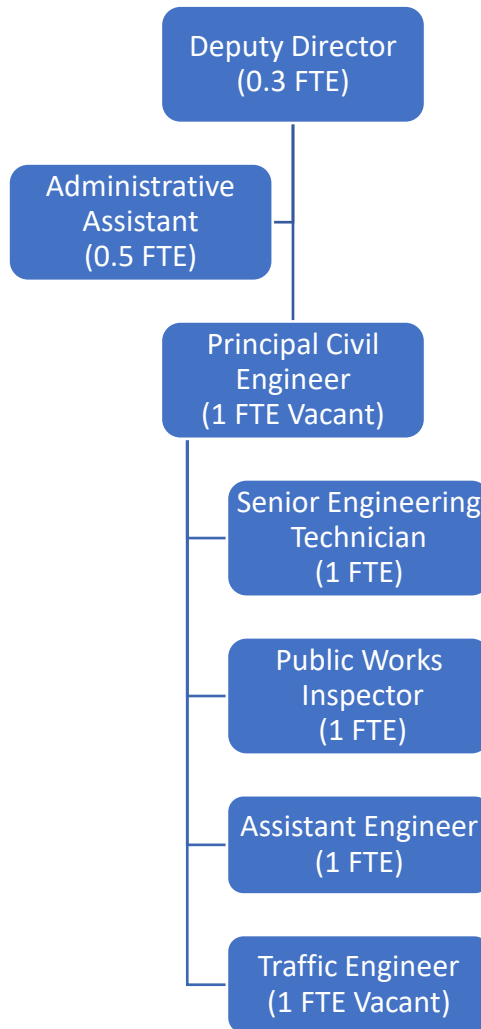 Deputy Director
(0.3 FTE)
Administrative
Assistant
(0.5 FTE)
Principal Civil
Engineer
(1 FTE Vacant)
Senior Engineering
Technician
(1 FTE)
Public Works
Inspector
(1 FTE)
Assistant Engineer
(1 FTE)
Traffic Engineer
(1 FTE Vacant)